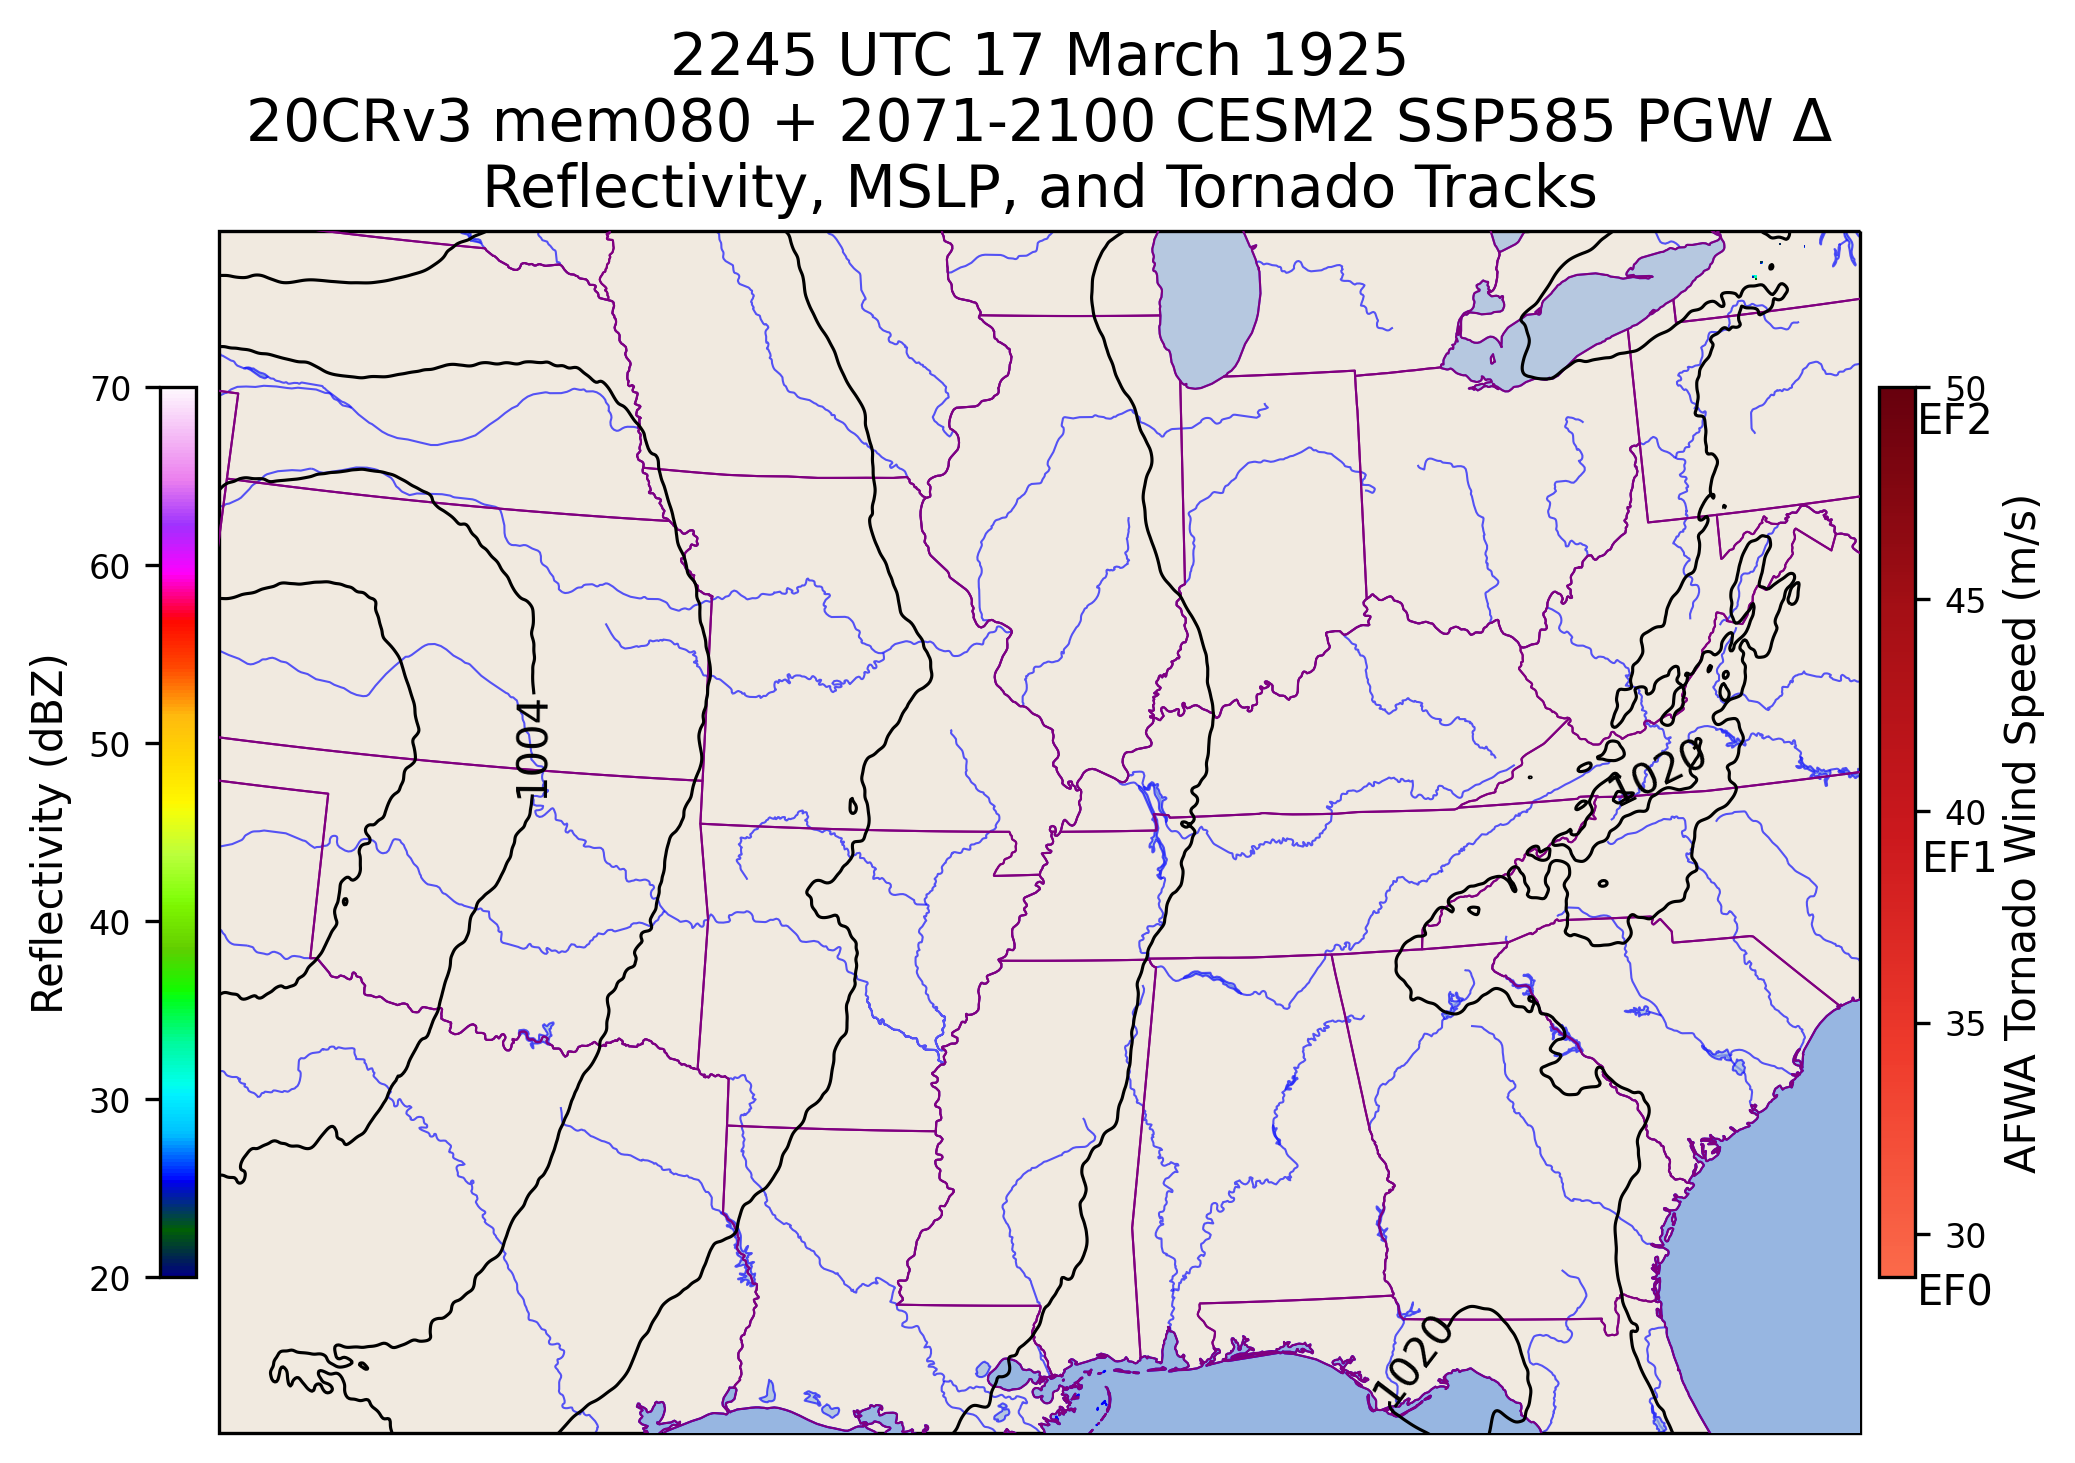 2245 UTC 17 March 1925
20CRv3 mem080 + 2071-2100 CESM2 SSP585 PGW Δ
Reflectivity, MSLP, and Tornado Tracks
Reflectivity (dBZ)
70
60
50
40
30
20
1004
1020
1020
50
EF2
45
40
EF1
35
30
EF0
AFWA Tornado Wind Speed (m/s)